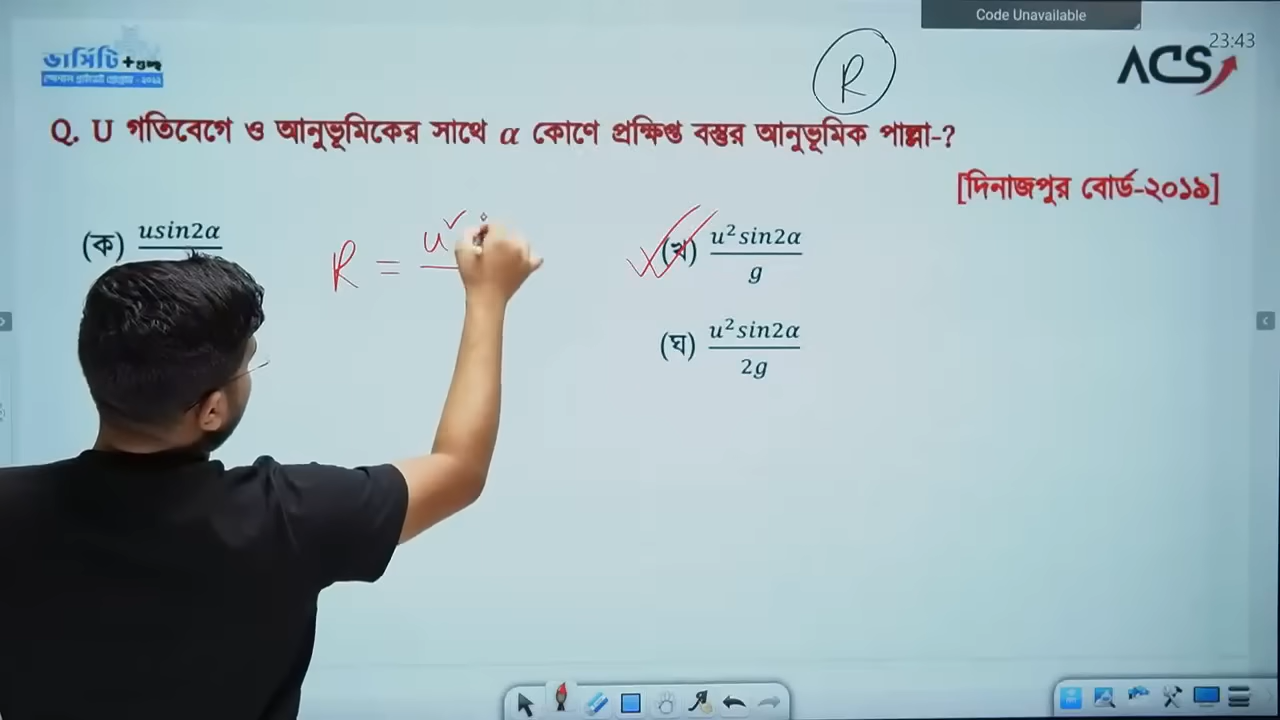 Code Unavailable
23:43
ভার্সিটি +গুচ্ছ
ACS
R
Q. U গতিবেগে ও আনুভূমিকের সাথে α কোণে প্রক্ষিপ্ত বস্তুর আনুভূমিক পাল্লা-?
[দিনাজপুর বোর্ড-২০১৯]
(ক) usin2α
R = u²
(খ) u²sin2α / g
(ঘ) u²sin2α / 2g